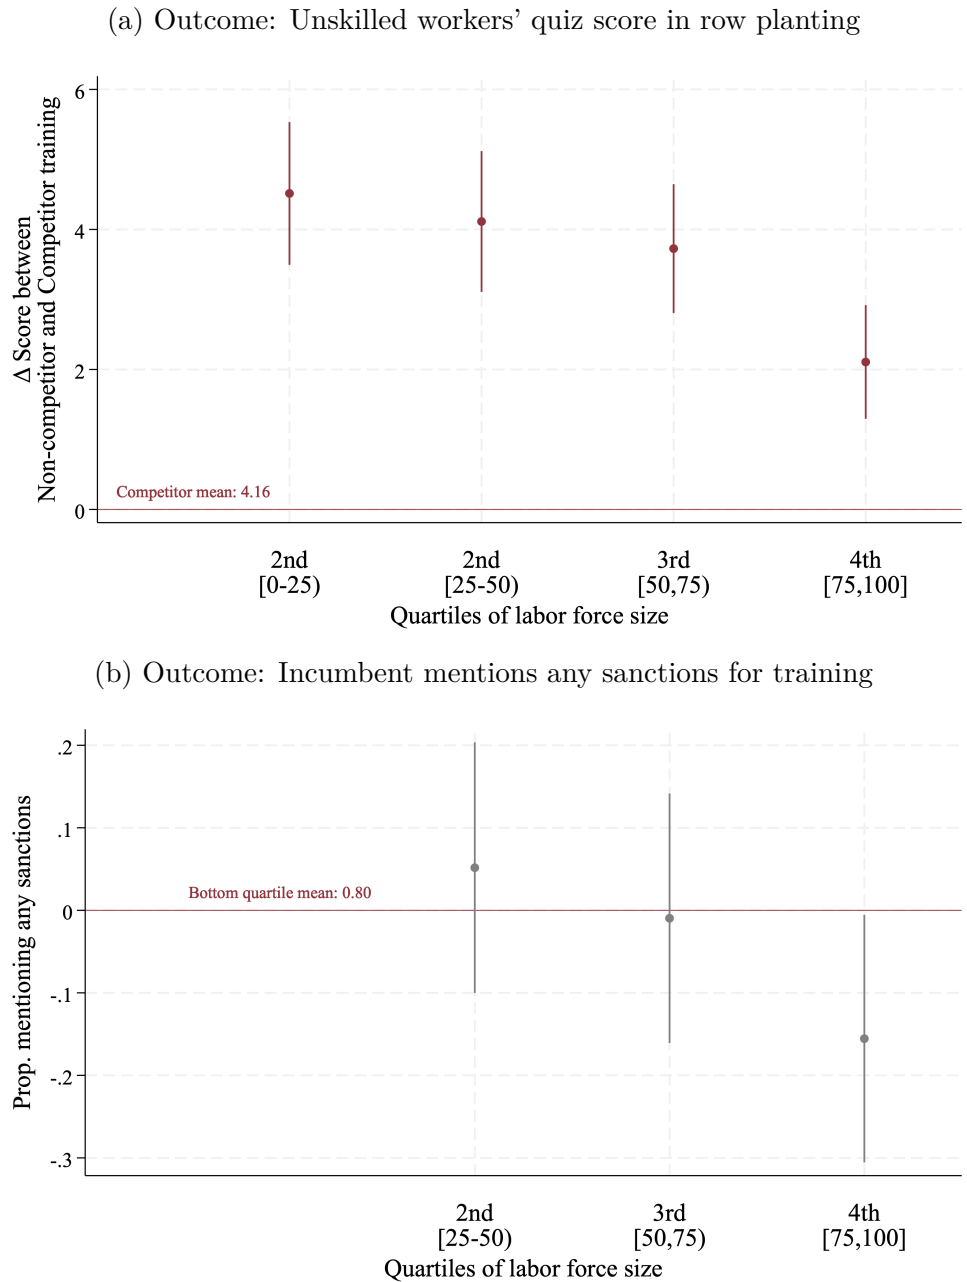 (a) Outcome: Unskilled workers’ quiz score in row planting
Δ Score between
Non-competitor and Competitor training
6
4
2
0
Competitor mean: 4.16
2nd
[0-25)
2nd
[25-50)
3rd
[50,75)
4th
[75,100]
Quartiles of labor force size
(b) Outcome: Incumbent mentions any sanctions for training
Prop. mentioning any sanctions
.2
.1
0
-.1
-.2
-.3
Bottom quartile mean: 0.80
2nd
[25-50)
3rd
[50,75)
4th
[75,100]
Quartiles of labor force size